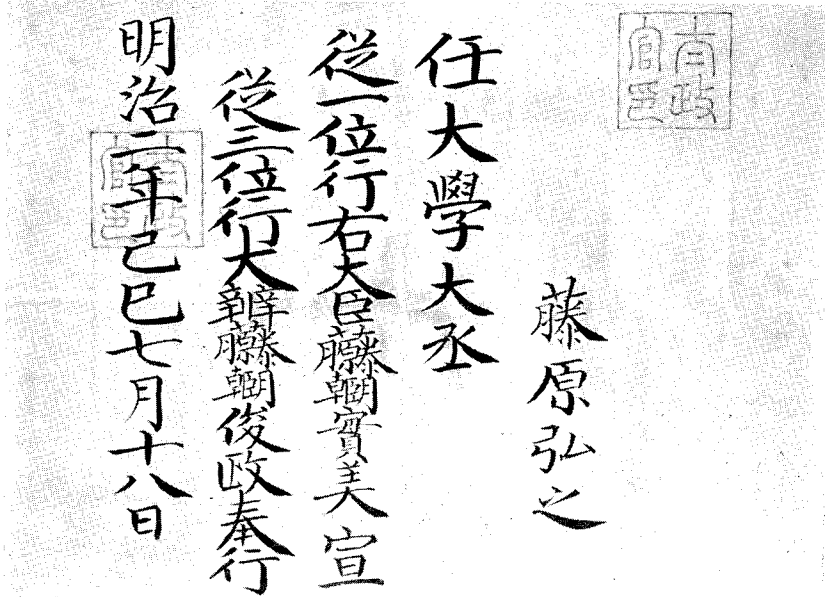 藤原弘之
任大學大丞
從一位行右大臣藤原朝臣實美宣
從三位行大辨藤原朝臣俊政奉行
明治二年己巳七月十八日